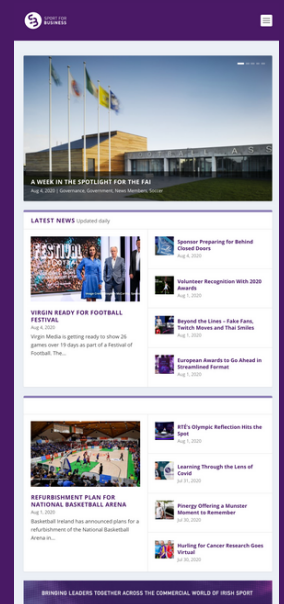 SPORT FOR
BUSINESS
A WEEK IN THE SPOTLIGHT FOR THE FAI
Aug 4, 2020 | Governance, Government, News Members, Soccer
LATEST NEWS Updated daily
FESTIVAL
VIRGIN READY FOR FOOTBALL
FESTIVAL
Aug 4, 2020
Virgin Media is getting ready to show 26
games over 19 days as part of a Festival of
Football. The...
Sponsor Preparing for Behind
Closed Doors
Aug 4, 2020
Volunteer Recognition With 2020
Awards
Aug 1, 2020
Beyond the Lines – Fake Fans,
Twitch Moves and Thai Smiles
Aug 1, 2020
European Awards to Go Ahead in
Streamlined Format
Aug 1, 2020
REFURBISHMENT PLAN FOR
NATIONAL BASKETBALL ARENA
Aug 1, 2020
Basketball Ireland has announced plans for a
refurbishment of the National Basketball
Arena in...
RTÉ's Olympic Reflection Hits the
Spot
Aug 1, 2020
Learning Through the Lens of
Covid
Jul 31, 2020
Pinergy Offering a Munster
Moment to Remember
Jul 30, 2020
Hurling for Cancer Research Goes
Virtual
Jul 30, 2020
BRINGING LEADERS TOGETHER ACROSS THE COMMERCIAL WORLD OF IRISH SPORT